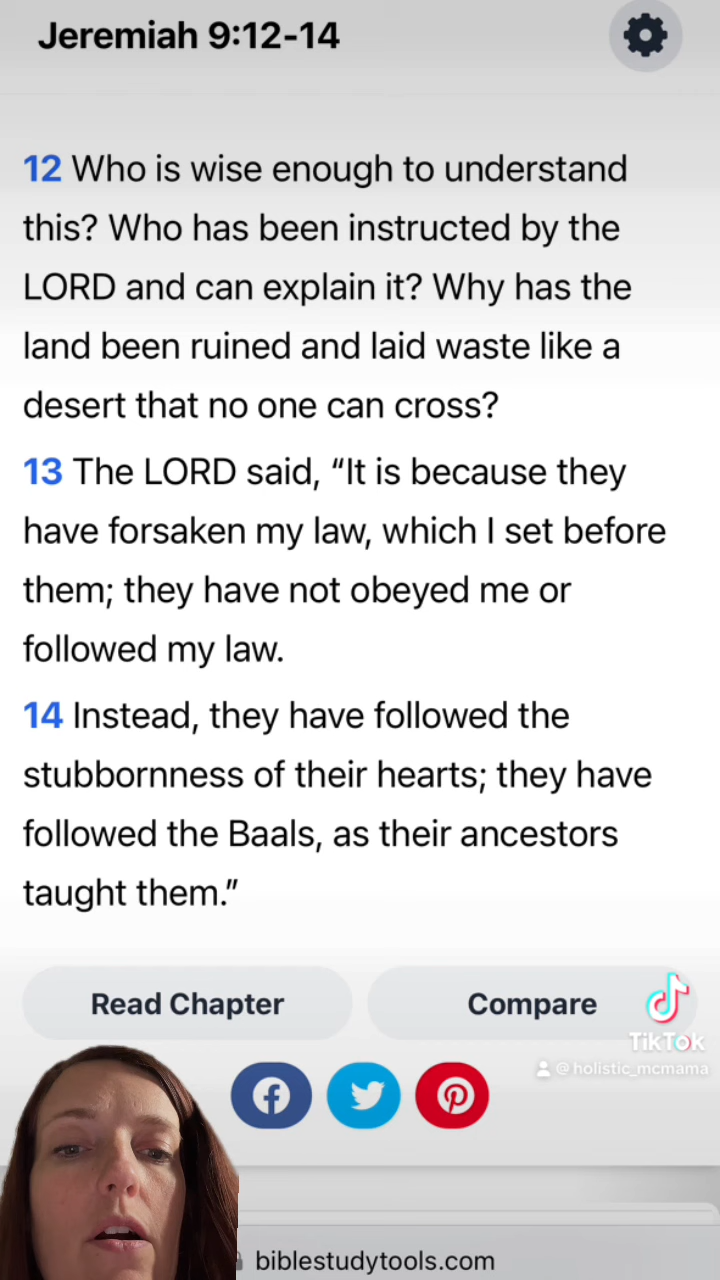 Jeremiah 9:12-14
12 Who is wise enough to understand
this? Who has been instructed by the
LORD and can explain it? Why has the
land been ruined and laid waste like a
desert that no one can cross?
13 The LORD said, “It is because they
have forsaken my law, which I set before
them; they have not obeyed me or
followed my law.
14 Instead, they have followed the
stubbornness of their hearts; they have
followed the Baals, as their ancestors
taught them.”
Read Chapter
Compare
TikTok
@holistic_mcmama
biblestudytools.com